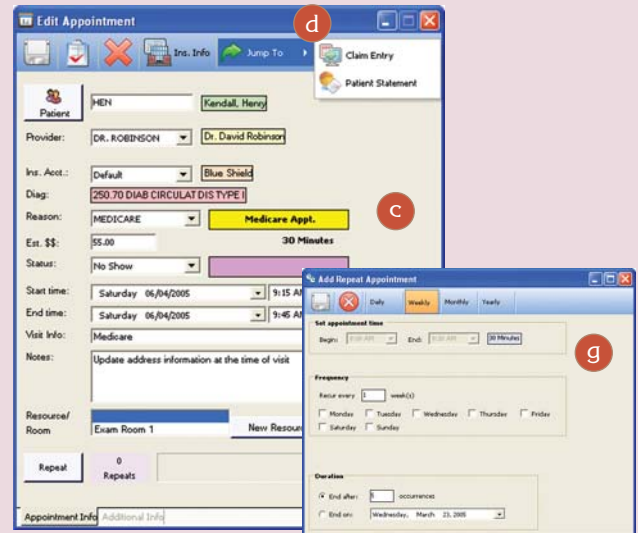 Edit Appointment
d
Ins. Info Jump To
Claim Entry
Patient Statement
Patient HEN Kendall, Henry
Provider: DR. ROBINSON Dr. David Robinson
Ins. Acct.: Default Blue Shield
Diag: 250.70 DIAB CIRCULAT DIS TYPE I
Reason: MEDICARE Medicare Appt.
c
Est. $$: 55.00 30 Minutes
Status: No Show
Start time: Saturday 06/04/2005 9:15 AM
End time: Saturday 06/04/2005 9:45 AM
Visit Info: Medicare
Notes: Update address information at the time of visit
Resource/
Room Exam Room 1 New Resour
Repeat 0
Repeats
Appointment Info Additional Info
Add Repeat Appointment
Daily Weekly Monthly Yearly
Set appointment time
g
Begin: End: 30 Minutes
Frequency
Recur every 1 week(s)
Monday Tuesday Wednesday Thursday Friday
Saturday Sunday
Duration
End after: 5 occurrences
End on: Wednesday, March 23, 2005